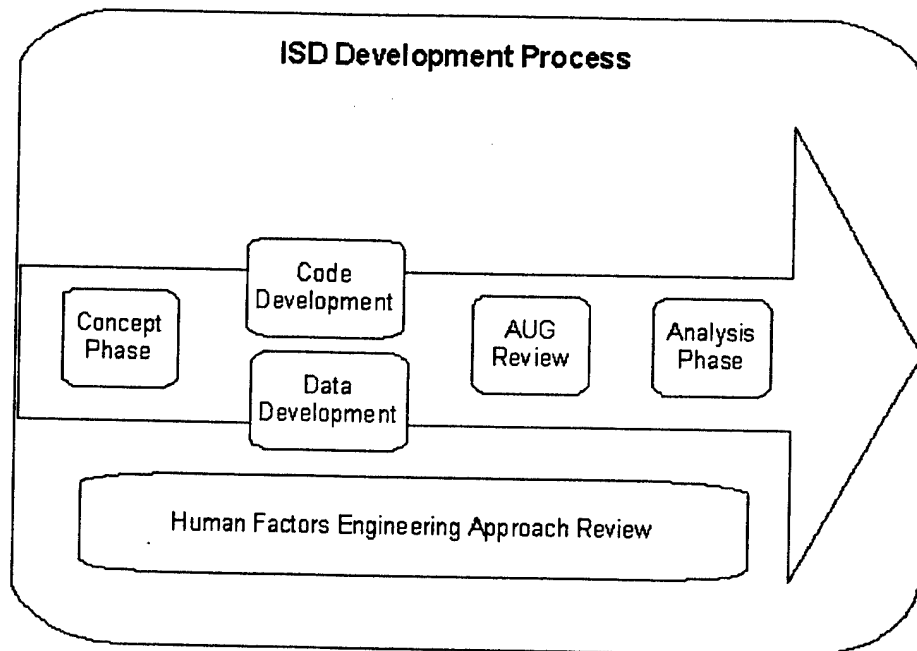 ISD Development Process
Concept
Phase
Code
Development
Data
Development
AUG
Review
Analysis
Phase
Human Factors Engineering Approach Review